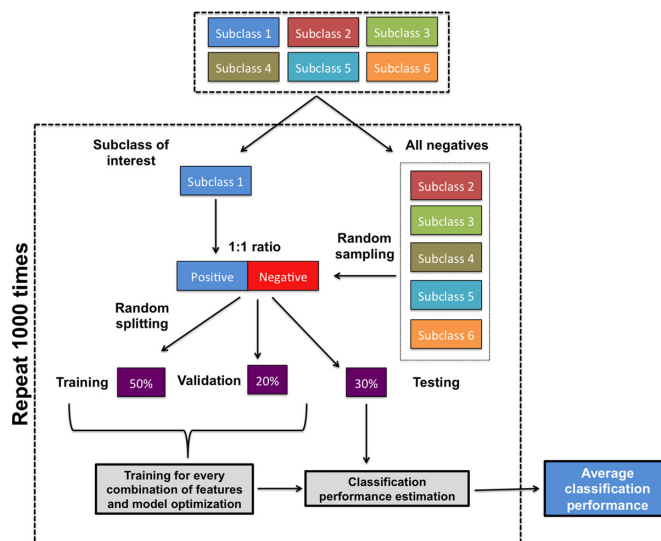 Subclass 1
Subclass 2
Subclass 3
Subclass 4
Subclass 5
Subclass 6
Repeat 1000 times
Subclass of
interest
All negatives
Subclass 1
Subclass 2
Subclass 3
Subclass 4
Subclass 5
Subclass 6
1:1 ratio
Random
sampling
Positive
Negative
Random
splitting
Training
50%
Validation
20%
30%
Testing
Training for every
combination of features
and model optimization
Classification
performance estimation
Average
classification
performance